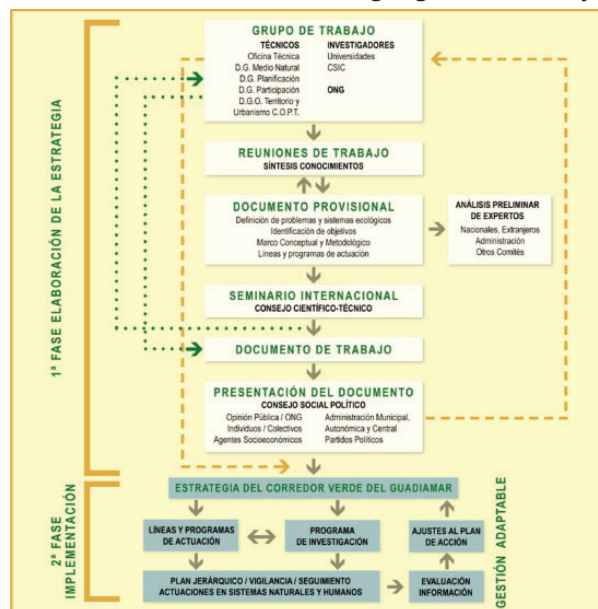 GRUPO DE TRABAJO
TÉCNICOS
Oficina Técnica
D.G. Medio Natural
D.G. Planificación
D.G. Participación
D.G.O. Territorio y
Urbanismo C.O.P.T.
INVESTIGADORES
Universidades
CSIC
ONG
REUNIONES DE TRABAJO
SÍNTESIS CONOCIMIENTOS
DOCUMENTO PROVISIONAL
Definición de problemas y sistemas ecológicos
Identificación de objetivos
Marco Conceptual y Metodológico
Líneas y programas de actuación
ANÁLISIS PRELIMINAR
DE EXPERTOS
Nacionales, Extranjeros
Administración
Otros Comités
SEMINARIO INTERNACIONAL
CONSEJO CIENTÍFICO-TÉCNICO
DOCUMENTO DE TRABAJO
PRESENTACIÓN DEL DOCUMENTO
CONSEJO SOCIAL POLÍTICO
Opinión Pública / ONG
Individuos / Colectivos
Agentes Socioeconómicos
Administración Municipal,
Autonómica y Central
Partidos Políticos
1ª FASE ELABORACIÓN DE LA ESTRATEGIA
ESTRATEGIA DEL CORREDOR VERDE DEL GUADIAMAR
LÍNEAS Y PROGRAMAS
DE ACTUACIÓN
PROGRAMA
DE INVESTIGACIÓN
AJUSTES AL PLAN
DE ACCIÓN
PLAN JERÁRQUICO / VIGILANCIA / SEGUIMIENTO
ACTUACIONES EN SISTEMAS NATURALES Y HUMANOS
EVALUACIÓN
INFORMACIÓN
2ª FASE
IMPLEMENTACIÓN
GESTIÓN ADAPTABLE